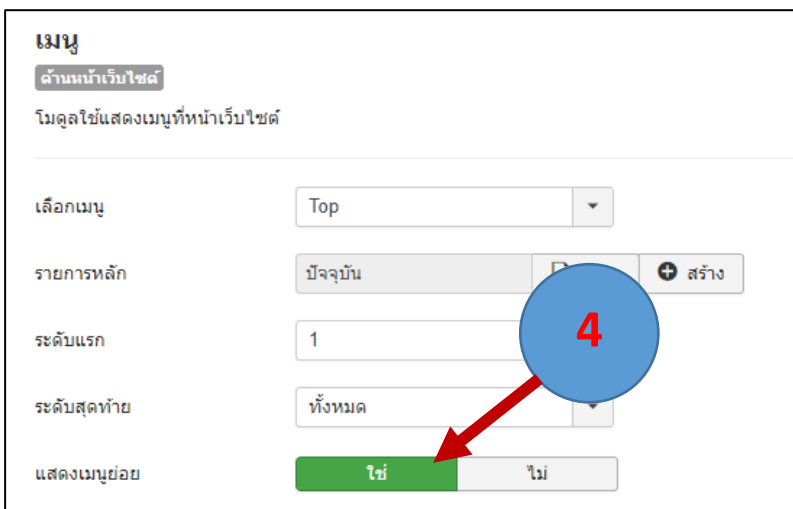 เมนู
ด้านหน้าเว็บไซต์
โมดูลใช้แสดงเมนูที่หน้าเว็บไซต์
เลือกเมนู Top
รายการหลัก ปัจจุบัน สร้าง
ระดับแรก 1 4
ระดับสุดท้าย ทั้งหมด
แสดงเมนูย่อย ใช่ ไม่